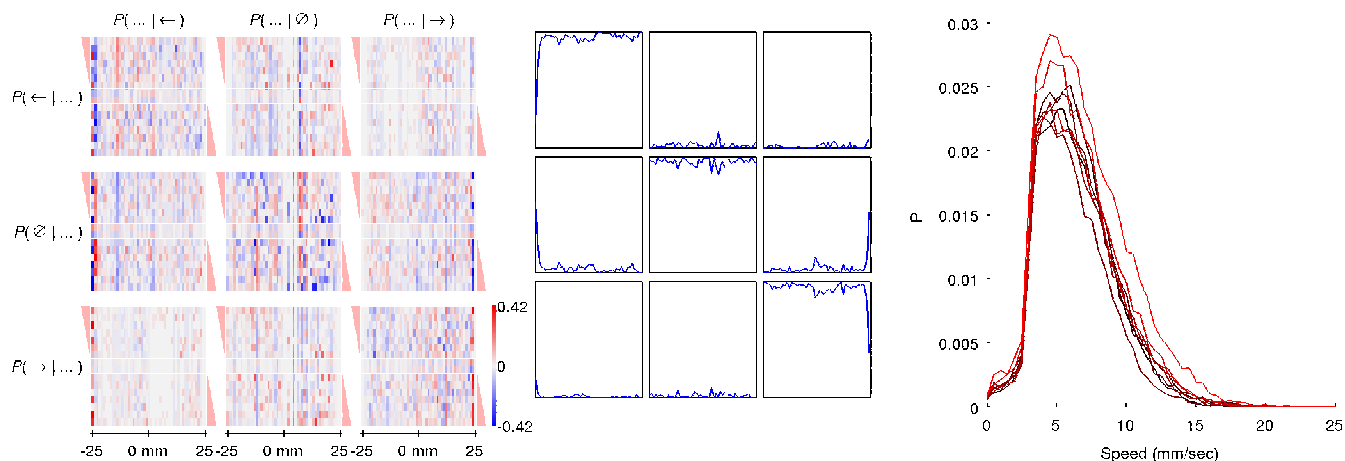 P( ... | ← ) P( ... | ∅ ) P( ... | → )
P( ← | ... )
P( ∅ | ... )
P( → | ... )
0.42
0
-0.42
-25 0 mm 25 -25 0 mm 25 -25 0 mm 25
0.03
0.025
0.02
0.015
0.01
0.005
0
P
0 5 10 15 20 25
Speed (mm/sec)